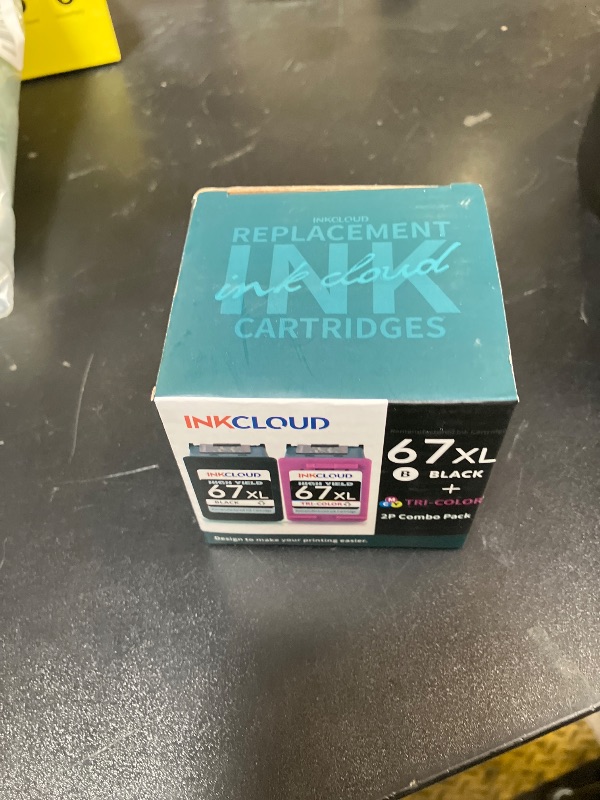 INKCLOUD
REPLACEMENT
INK
ink cloud
CARTRIDGES
INKCLOUD
INKCLOUD
HIGH YIELD
67XL
BLACK
INKCLOUD
HIGH YIELD
67XL
TRI-COLOR
67XL
B BLACK
+
TRI-COLOR
2P Combo Pack
Design to make your printing easier.